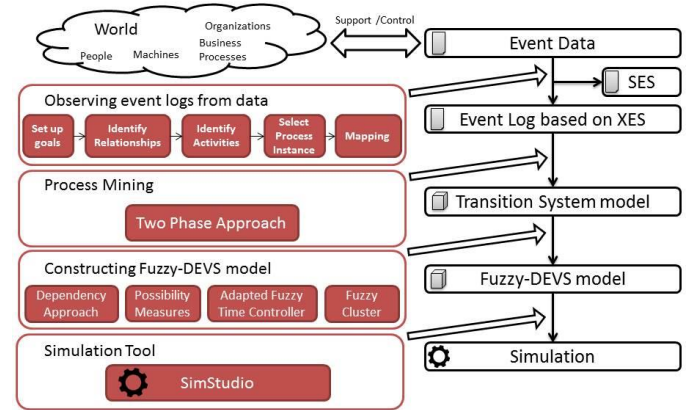 World
Organizations
Business
Processes
People
Machines
Support /Control
Event Data
SES
Event Log based on XES
Transition System model
Fuzzy-DEVS model
Simulation
Observing event logs from data
Set up
goals
Identify
Relationships
Identify
Activities
Select
Process
Instance
Mapping
Process Mining
Two Phase Approach
Constructing Fuzzy-DEVS model
Dependency
Approach
Possibility
Measures
Adapted Fuzzy
Time Controller
Fuzzy
Cluster
Simulation Tool
SimStudio